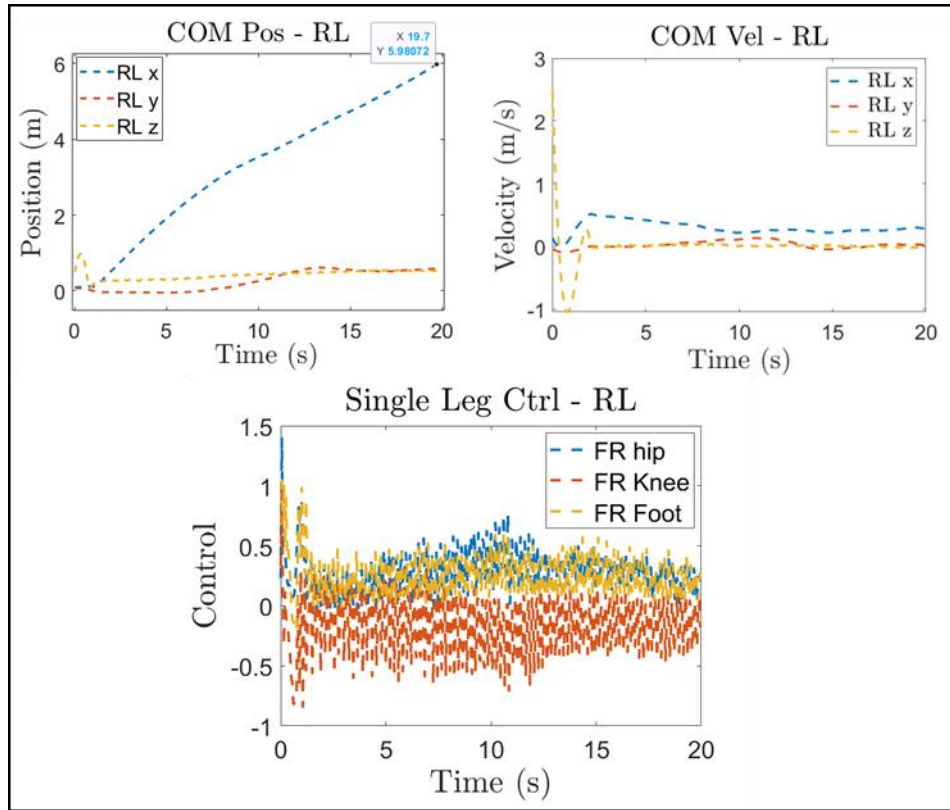 COM Pos - RL
X 19.7
Y 5.98072
RL x
RL y
RL z
Position (m)
6
4
2
0
0 5 10 15 20
Time (s)
COM Vel - RL
RL x
RL y
RL z
Velocity (m/s)
3
2
1
0
-1
0 5 10 15 20
Time (s)
Single Leg Ctrl - RL
FR hip
FR Knee
FR Foot
Control
1.5
1
0.5
0
-0.5
-1
0 5 10 15 20
Time (s)